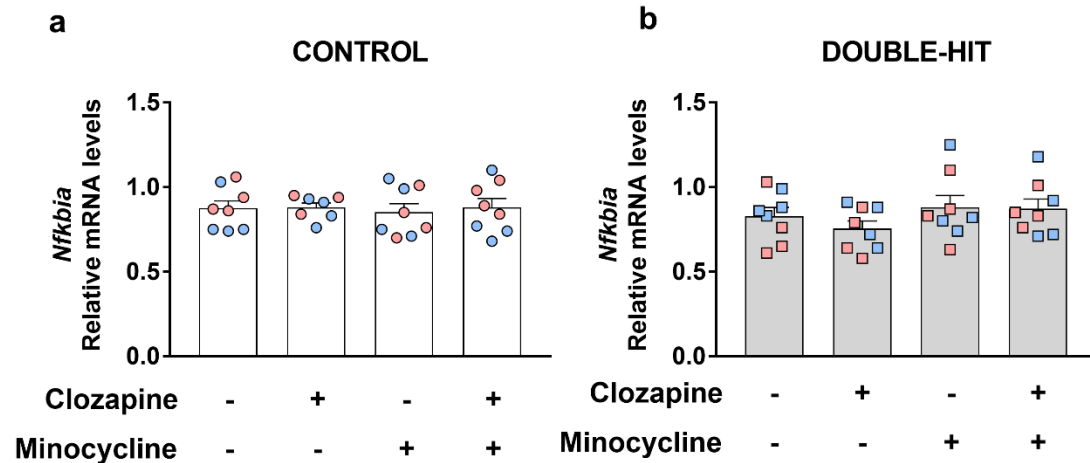 a
CONTROL
Nfkbia
Relative mRNA levels
1.5
1.0
0.5
0.0
Clozapine - + - +
Minocycline - - + +
b
DOUBLE-HIT
Nfkbia
Relative mRNA levels
1.5
1.0
0.5
0.0
Clozapine - + - +
Minocycline - - + +